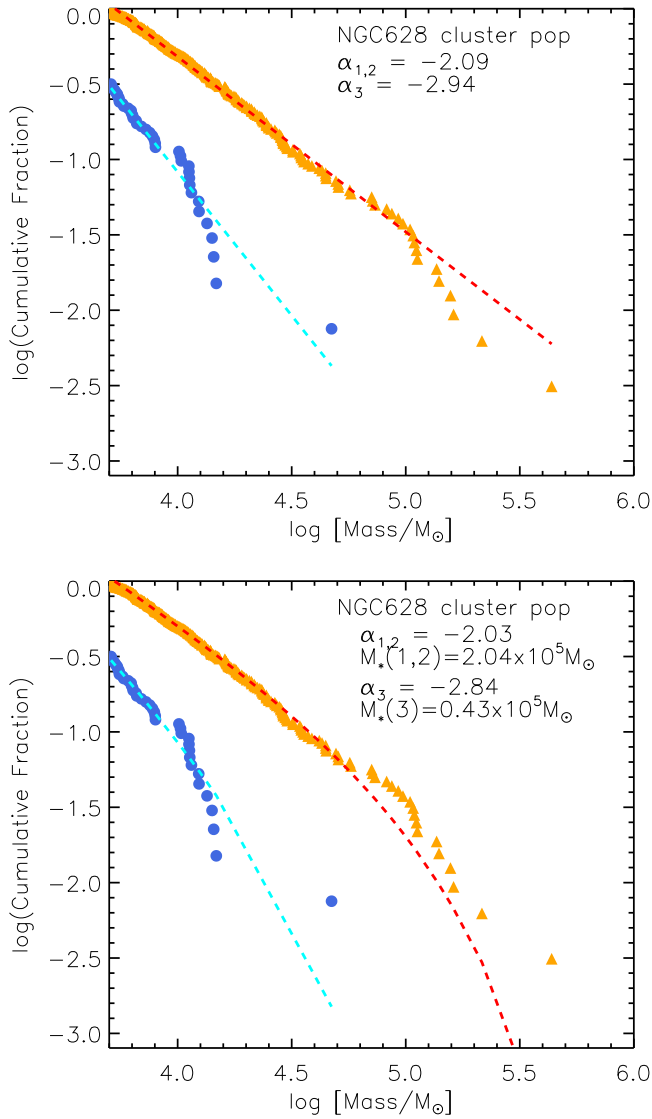 NGC628 cluster pop
α1,2 = −2.09
α3 = −2.94
0.0
−0.5
−1.0
−1.5
−2.0
−2.5
−3.0
log(Cumulative Fraction)
4.0 4.5 5.0 5.5 6.0
log [Mass/M⊙]
NGC628 cluster pop
α1,2 = −2.03
M*(1,2)=2.04x10^5M⊙
α3 = −2.84
M*(3)=0.43x10^5M⊙
0.0
−0.5
−1.0
−1.5
−2.0
−2.5
−3.0
log(Cumulative Fraction)
4.0 4.5 5.0 5.5 6.0
log [Mass/M⊙]